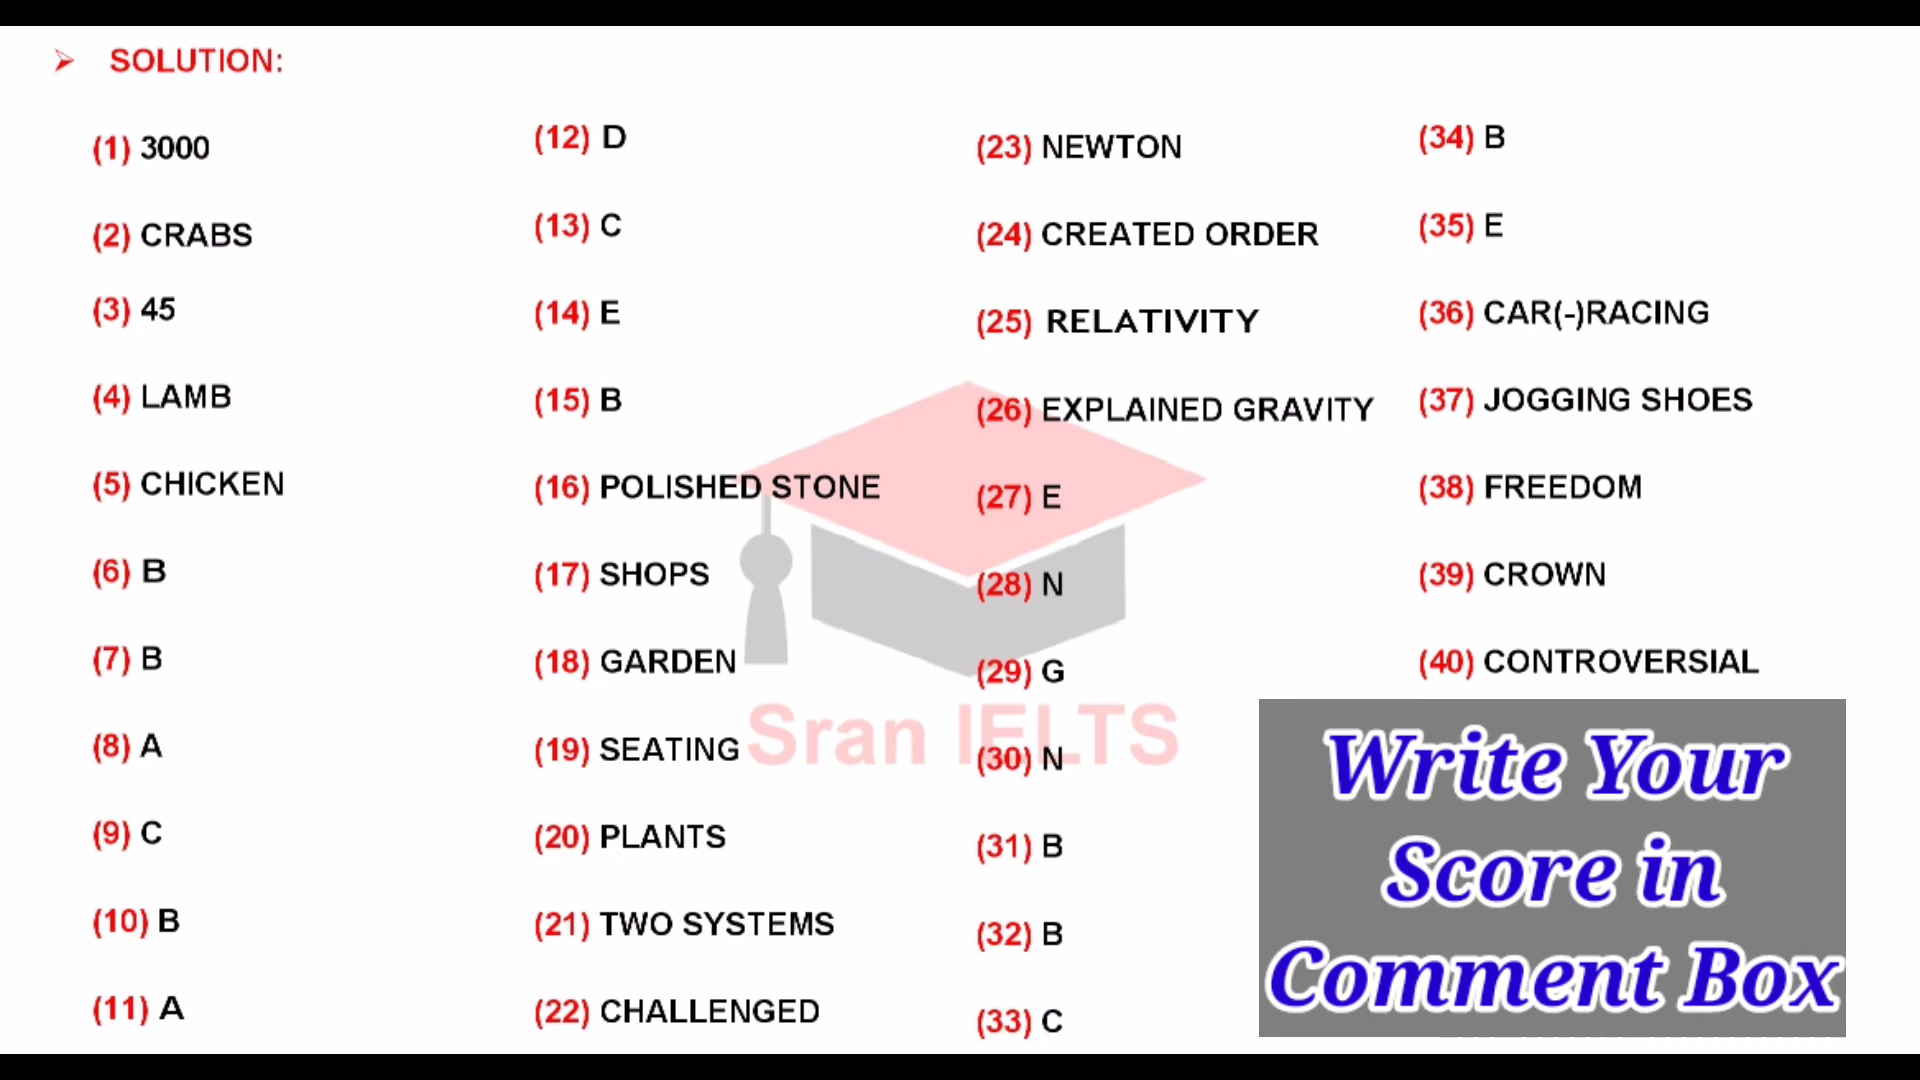 ➢ SOLUTION:
(1) 3000
(2) CRABS
(3) 45
(4) LAMB
(5) CHICKEN
(6) B
(7) B
(8) A
(9) C
(10) B
(11) A
(12) D
(13) C
(14) E
(15) B
(16) POLISHED STONE
(17) SHOPS
(18) GARDEN
(19) SEATING
(20) PLANTS
(21) TWO SYSTEMS
(22) CHALLENGED
(23) NEWTON
(24) CREATED ORDER
(25) RELATIVITY
(26) EXPLAINED GRAVITY
(27) E
(28) N
(29) G
(30) N
(31) B
(32) B
(33) C
(34) B
(35) E
(36) CAR(-)RACING
(37) JOGGING SHOES
(38) FREEDOM
(39) CROWN
(40) CONTROVERSIAL
Sran IELTS
Write Your
Score in
Comment Box